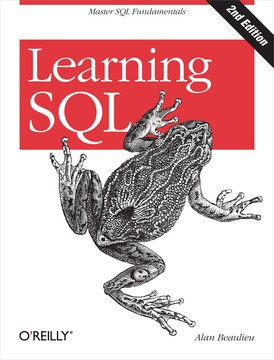 Master SQL Fundamentals
2nd Edition
Learning
SQL
O'REILLY®
Alan Beaulieu